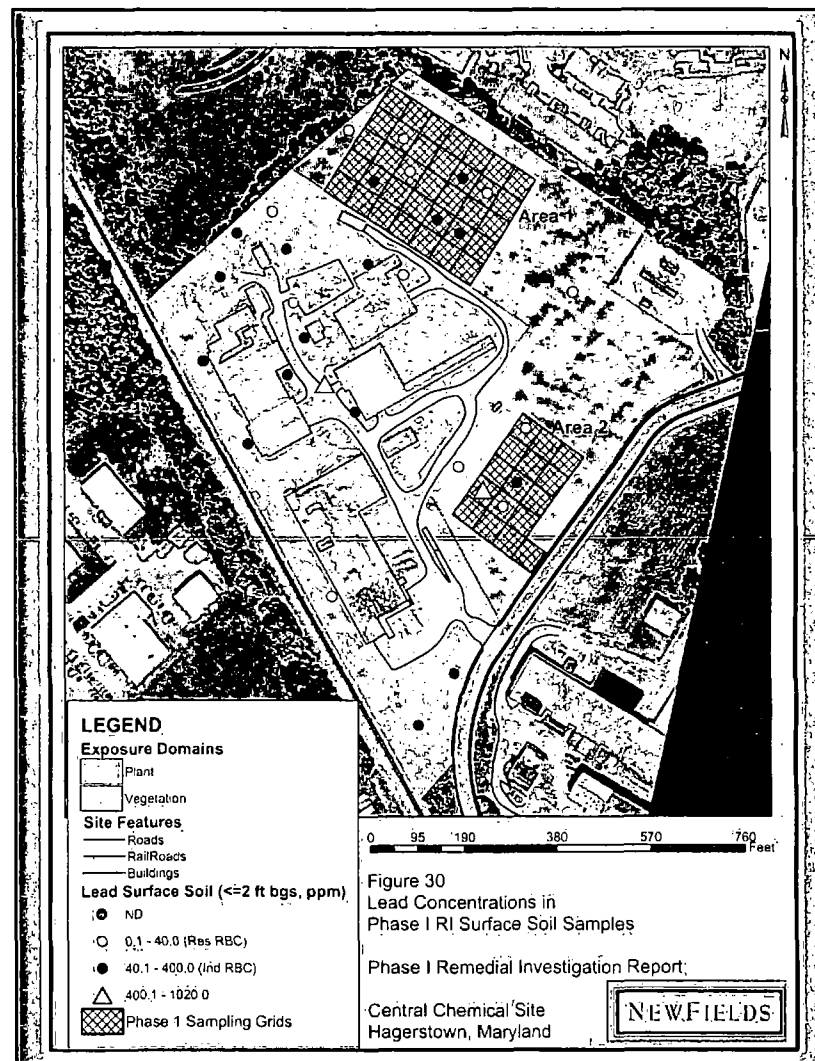 N
Area 1
Area 2
LEGEND
Exposure Domains
Plant
Vegetation
Site Features
Roads
RailRoads
Buildings
Lead Surface Soil (<=2 ft bgs, ppm)
ND
0.1 - 40.0 (Res RBC)
40.1 - 400.0 (Ind RBC)
400.1 - 1020.0
Phase 1 Sampling Grids
0 95 190 380 570 760
Feet
Figure 30
Lead Concentrations in
Phase I RI Surface Soil Samples
Phase I Remedial Investigation Report;
Central Chemical Site
Hagerstown, Maryland
NEWFIELDS